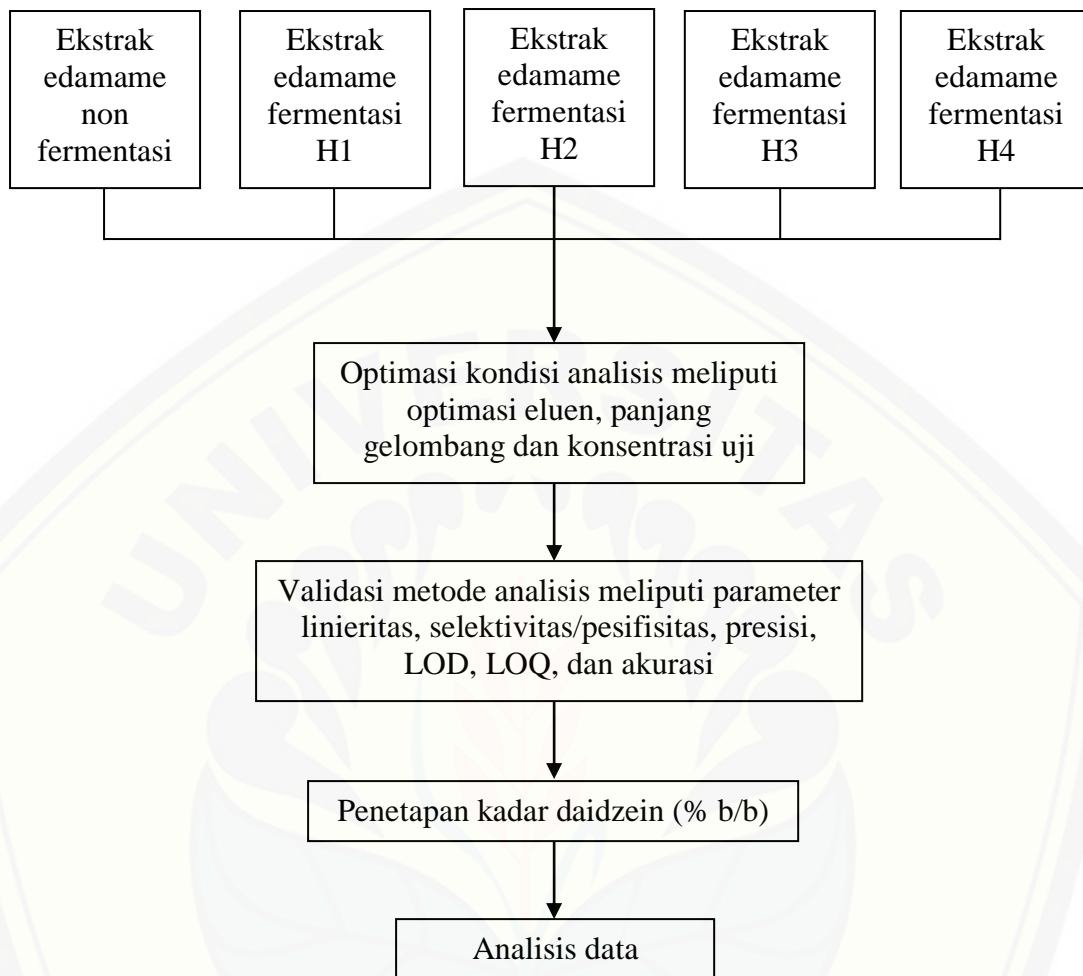 Ekstrak
edamame
non
fermentasi
Ekstrak
edamame
fermentasi
H1
Ekstrak
edamame
fermentasi
H2
Ekstrak
edamame
fermentasi
H3
Ekstrak
edamame
fermentasi
H4
UNIVERSITAS
Optimasi kondisi analisis meliputi
optimasi eluen, panjang
gelombang dan konsentrasi uji
Validasi metode analisis meliputi parameter
linieritas, selektivitas/pesifisitas, presisi,
LOD, LOQ, dan akurasi
Penetapan kadar daidzein (% b/b)
Analisis data